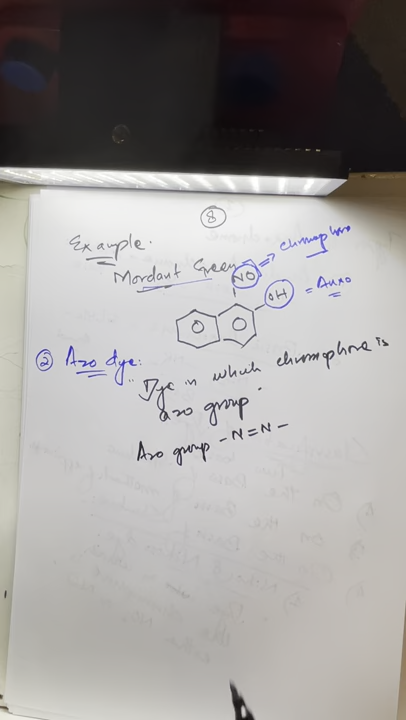 8
Example.
Mordant Green
NO => chromophore
OH = Auxo
② Azo dye:
"Dye in which chromophore is
azo group"
Azo group -N=N-